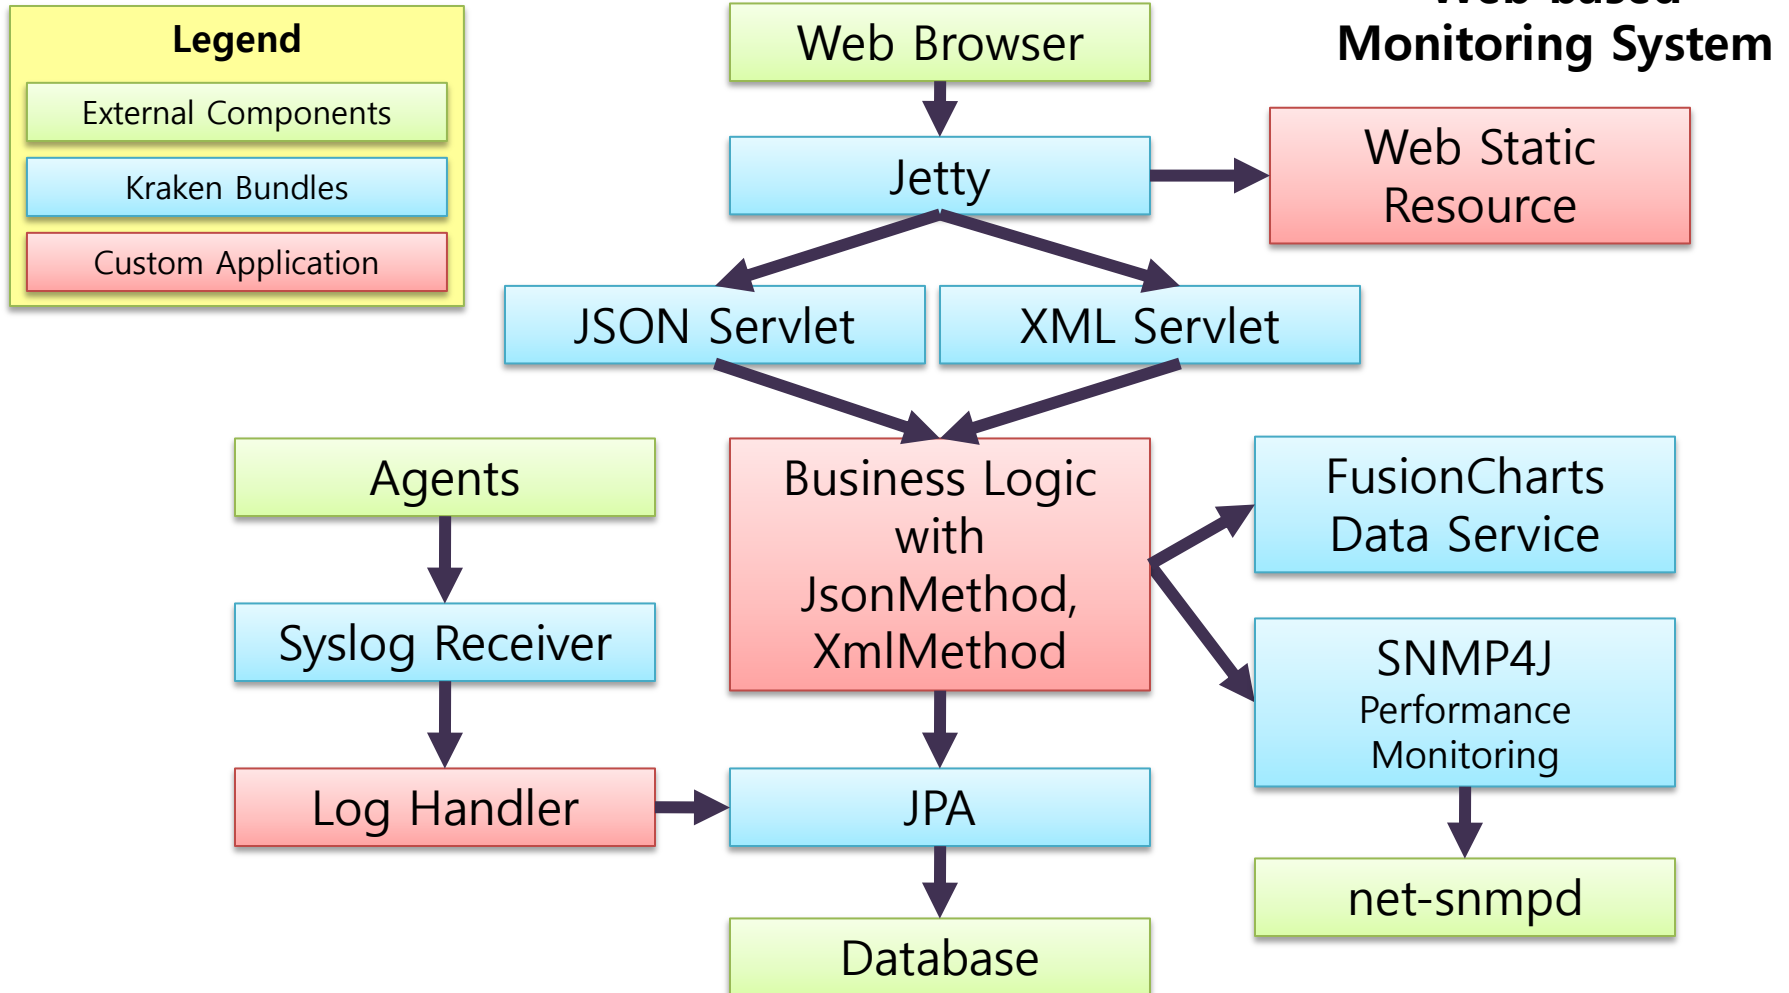 Legend
External Components
Kraken Bundles
Custom Application
Web-based
Monitoring System
Web Browser
Jetty
Web Static
Resource
JSON Servlet
XML Servlet
Agents
Business Logic
with
JsonMethod,
XmlMethod
FusionCharts
Data Service
Syslog Receiver
SNMP4J
Performance
Monitoring
Log Handler
JPA
net-snmpd
Database